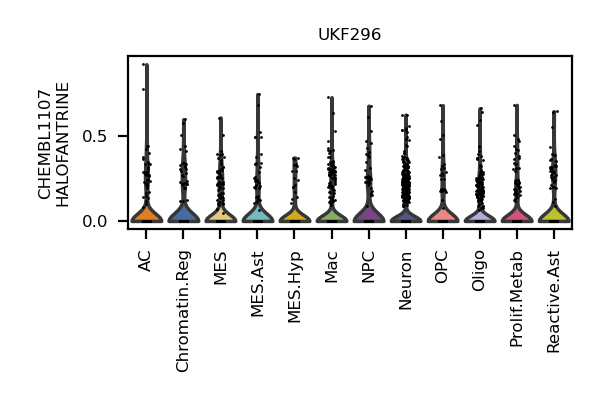 UKF296
CHEMBL1107
HALOFANTRINE
0.5
0.0
AC
Chromatin.Reg
MES
MES.Ast
MES.Hyp
Mac
NPC
Neuron
OPC
Oligo
Prolif.Metab
Reactive.Ast